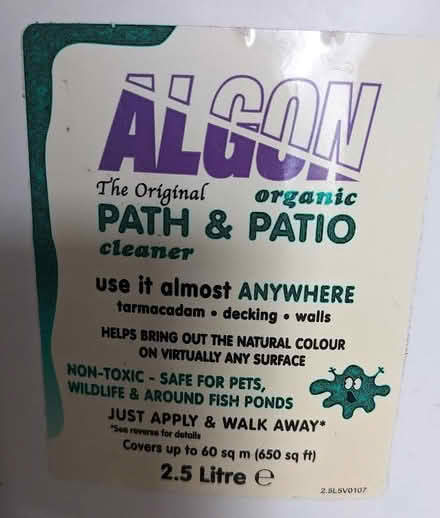 ALGON
The Original organic
PATH & PATIO
cleaner
use it almost ANYWHERE
tarmacadam • decking • walls
HELPS BRING OUT THE NATURAL COLOUR
ON VIRTUALLY ANY SURFACE
NON-TOXIC - SAFE FOR PETS,
WILDLIFE & AROUND FISH PONDS
JUST APPLY & WALK AWAY*
*See reverse for details
Covers up to 60 sq m (650 sq ft)
2.5 Litre ℮
2.5L5V0107